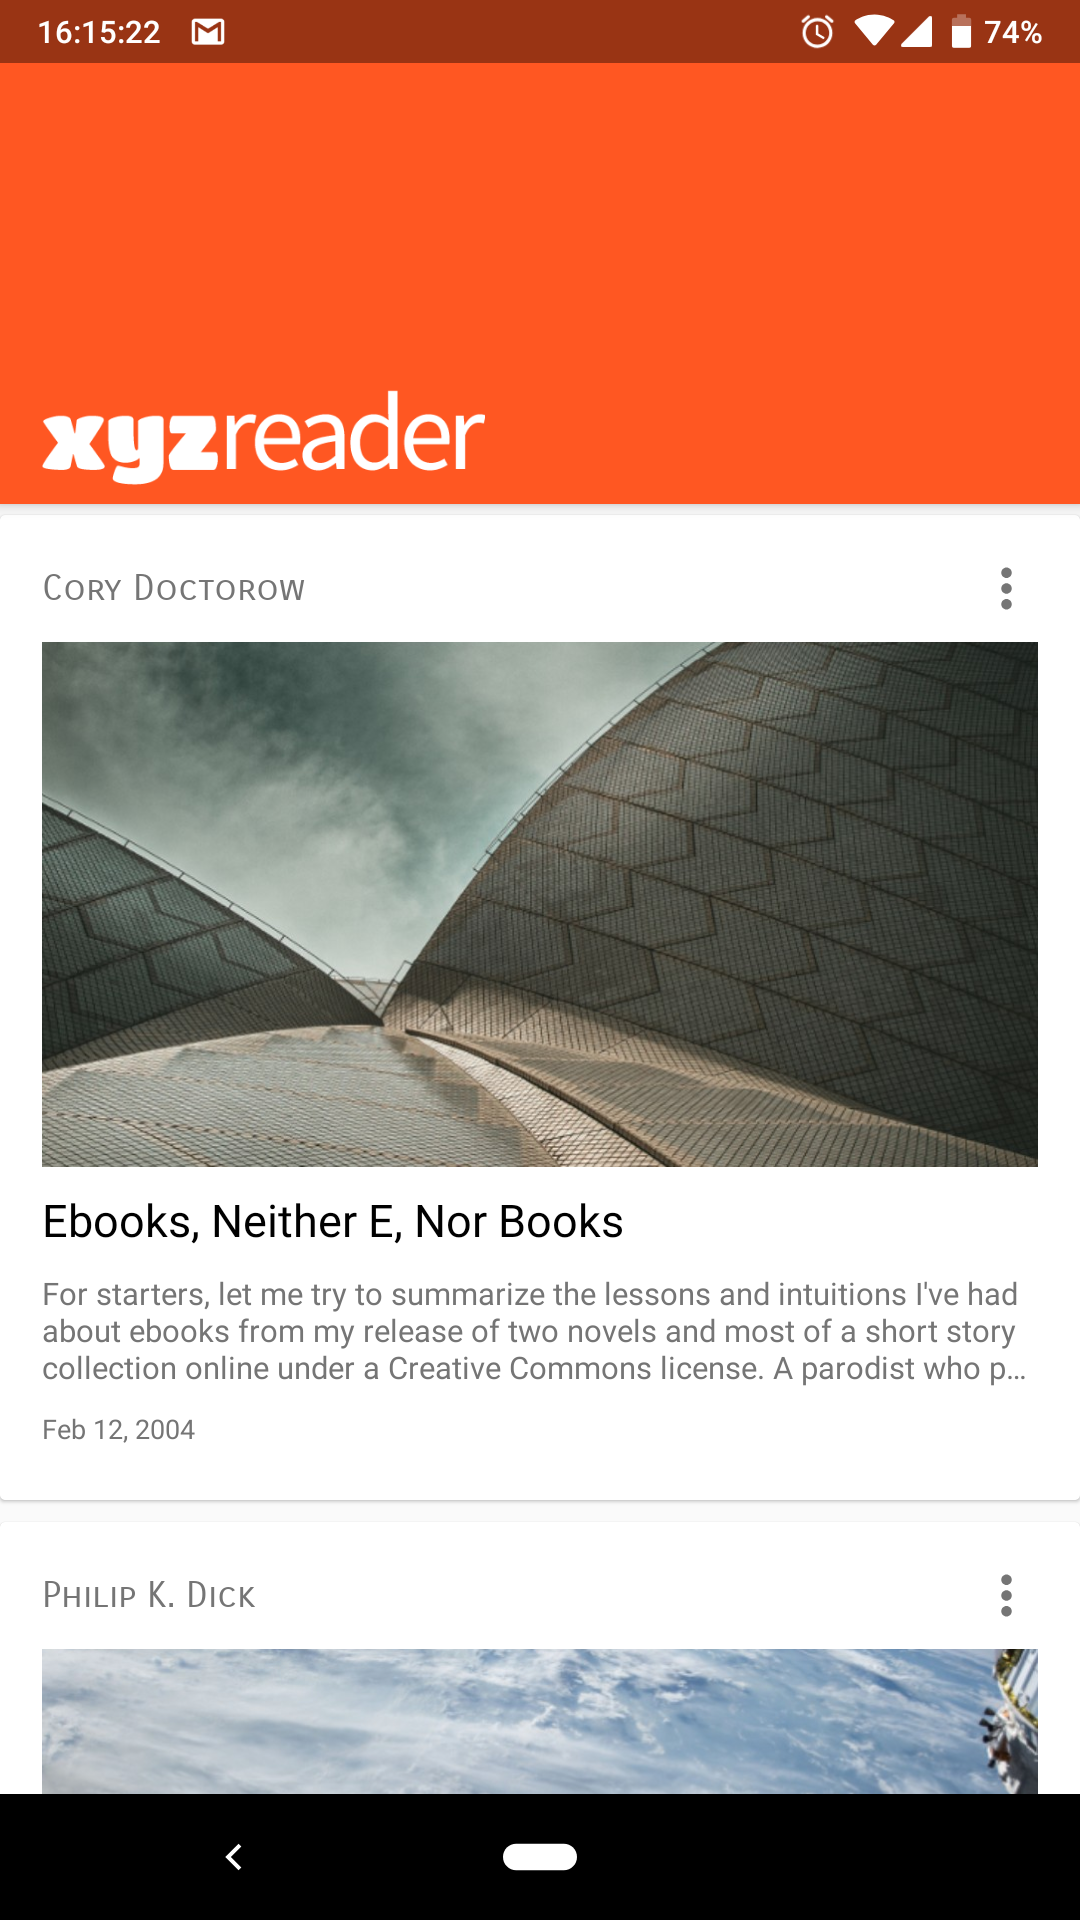 16:15:22
74%
xyzreader
Cory Doctorow
Ebooks, Neither E, Nor Books
For starters, let me try to summarize the lessons and intuitions I've had
about ebooks from my release of two novels and most of a short story
collection online under a Creative Commons license. A parodist who p...
Feb 12, 2004
Philip K. Dick